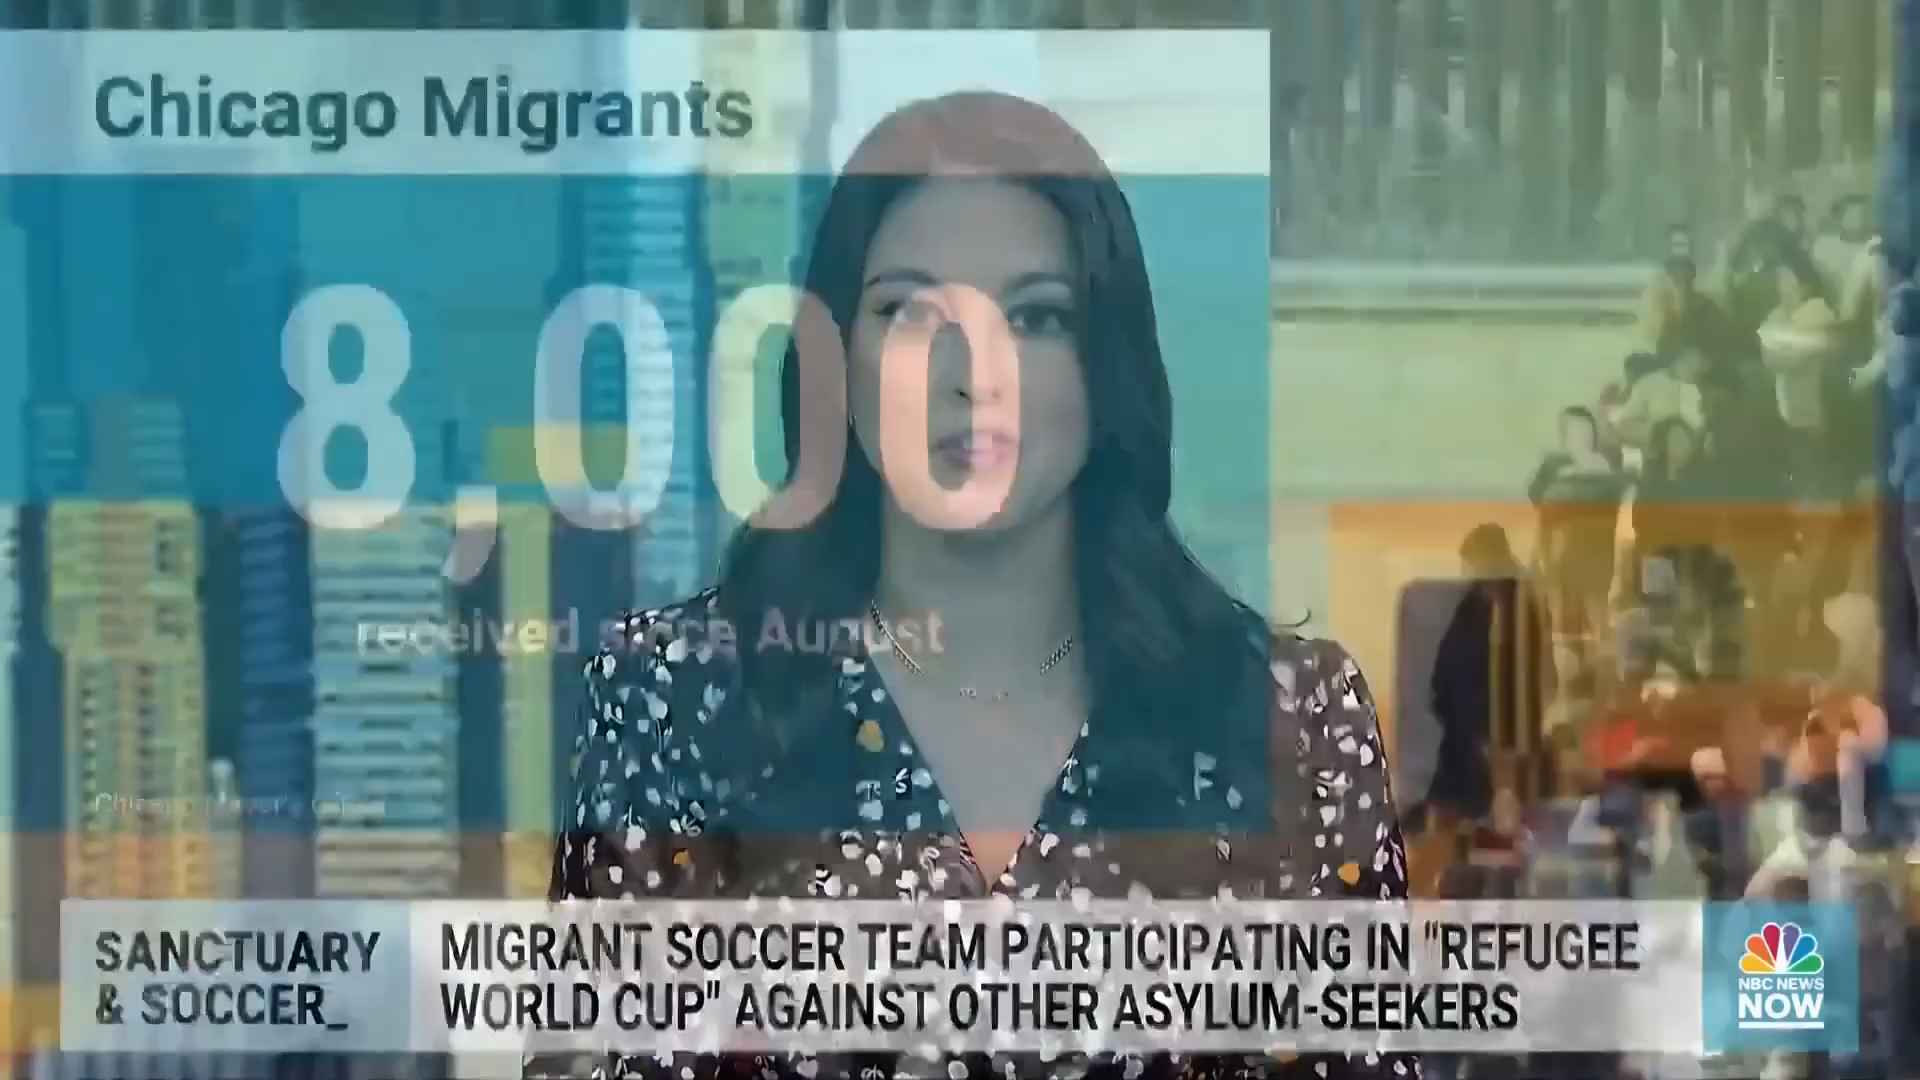 Chicago Migrants
8,000
received since August
SANCTUARY
& SOCCER_
MIGRANT SOCCER TEAM PARTICIPATING IN "REFUGEE
WORLD CUP" AGAINST OTHER ASYLUM-SEEKERS
NBC NEWS
NOW